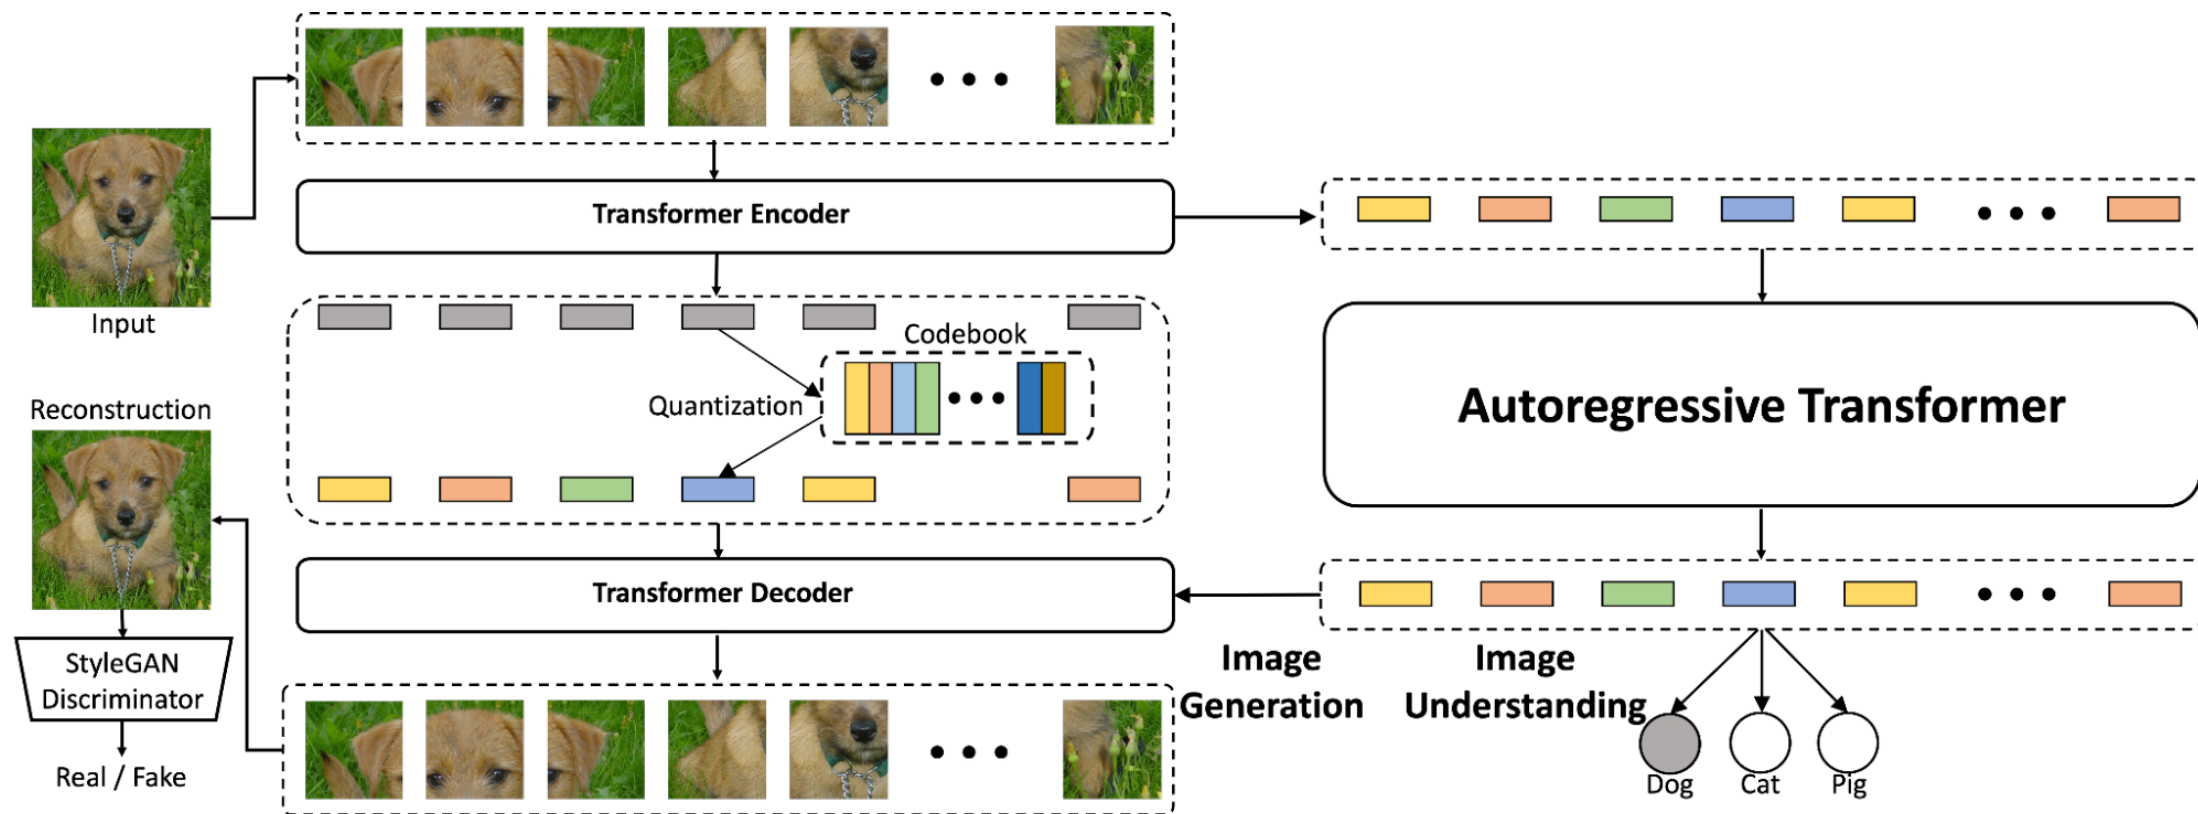 Input
Transformer Encoder
Codebook
Quantization
Reconstruction
Transformer Decoder
StyleGAN
Discriminator
Real / Fake
Autoregressive Transformer
Image
Generation
Image
Understanding
Dog
Cat
Pig